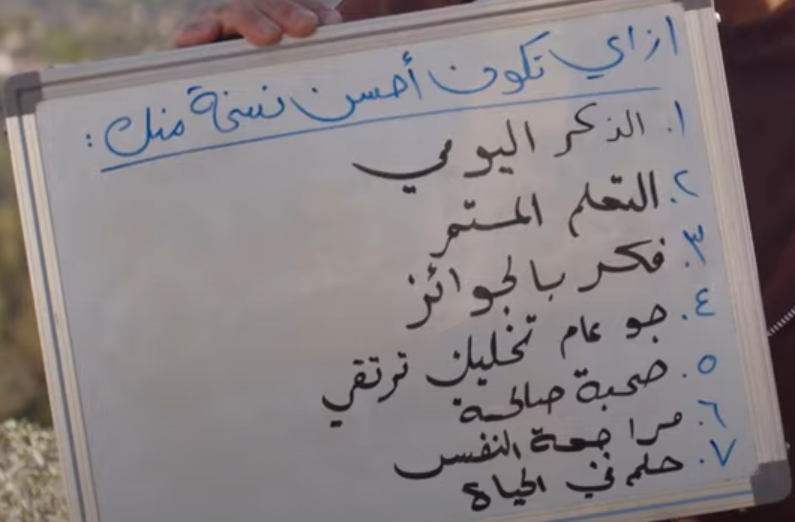 ازاي تكون أحسن نسخة منك :
١. الذكر اليومي
٢. التعلم المستمر
٣. فكر بالجوائز
٤. جو عام تخليك ترتقي
٥. صحبة صالحة
٦. مراجعة النفس
٧. حلم في الحياة